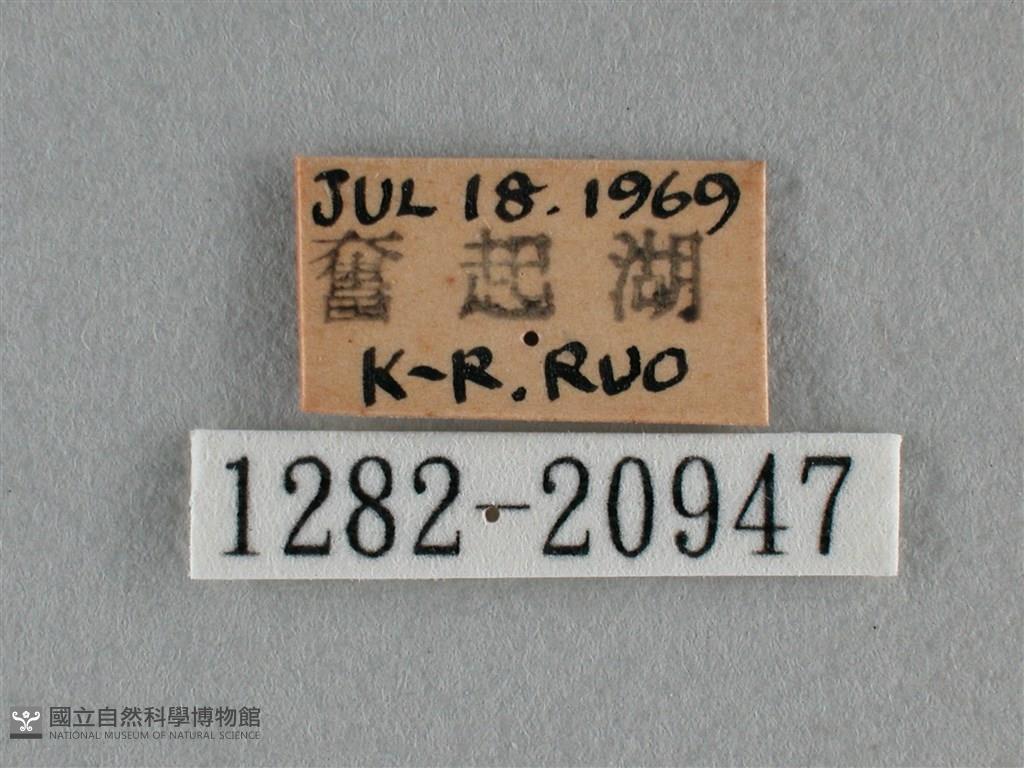 JUL 18. 1969
奮 起 湖
K-R. RUO
1282-20947
國立自然科學博物館
NATIONAL MUSEUM OF NATURAL SCIENCE